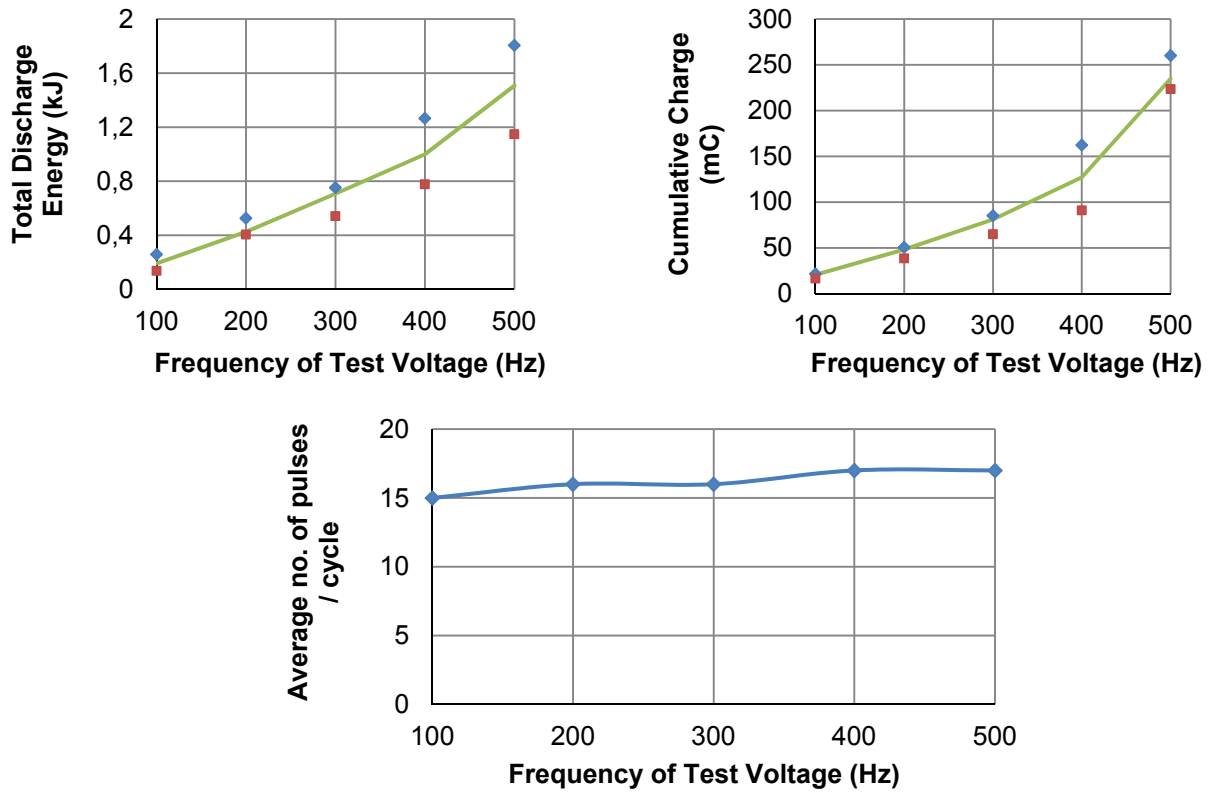 Total Discharge
Energy (kJ)
2
1,6
1,2
0,8
0,4
0
100 200 300 400 500
Frequency of Test Voltage (Hz)
Cumulative Charge
(mC)
300
250
200
150
100
50
0
100 200 300 400 500
Frequency of Test Voltage (Hz)
Average no. of pulses
/ cycle
20
15
10
5
0
100 200 300 400 500
Frequency of Test Voltage (Hz)